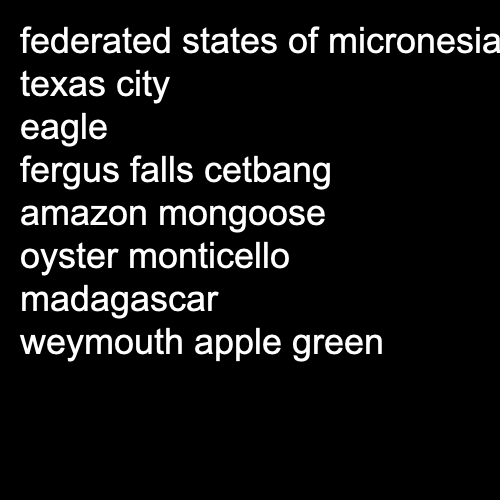 federated states of micronesia
texas city
eagle
fergus falls cetbang
amazon mongoose
oyster monticello
madagascar
weymouth apple green